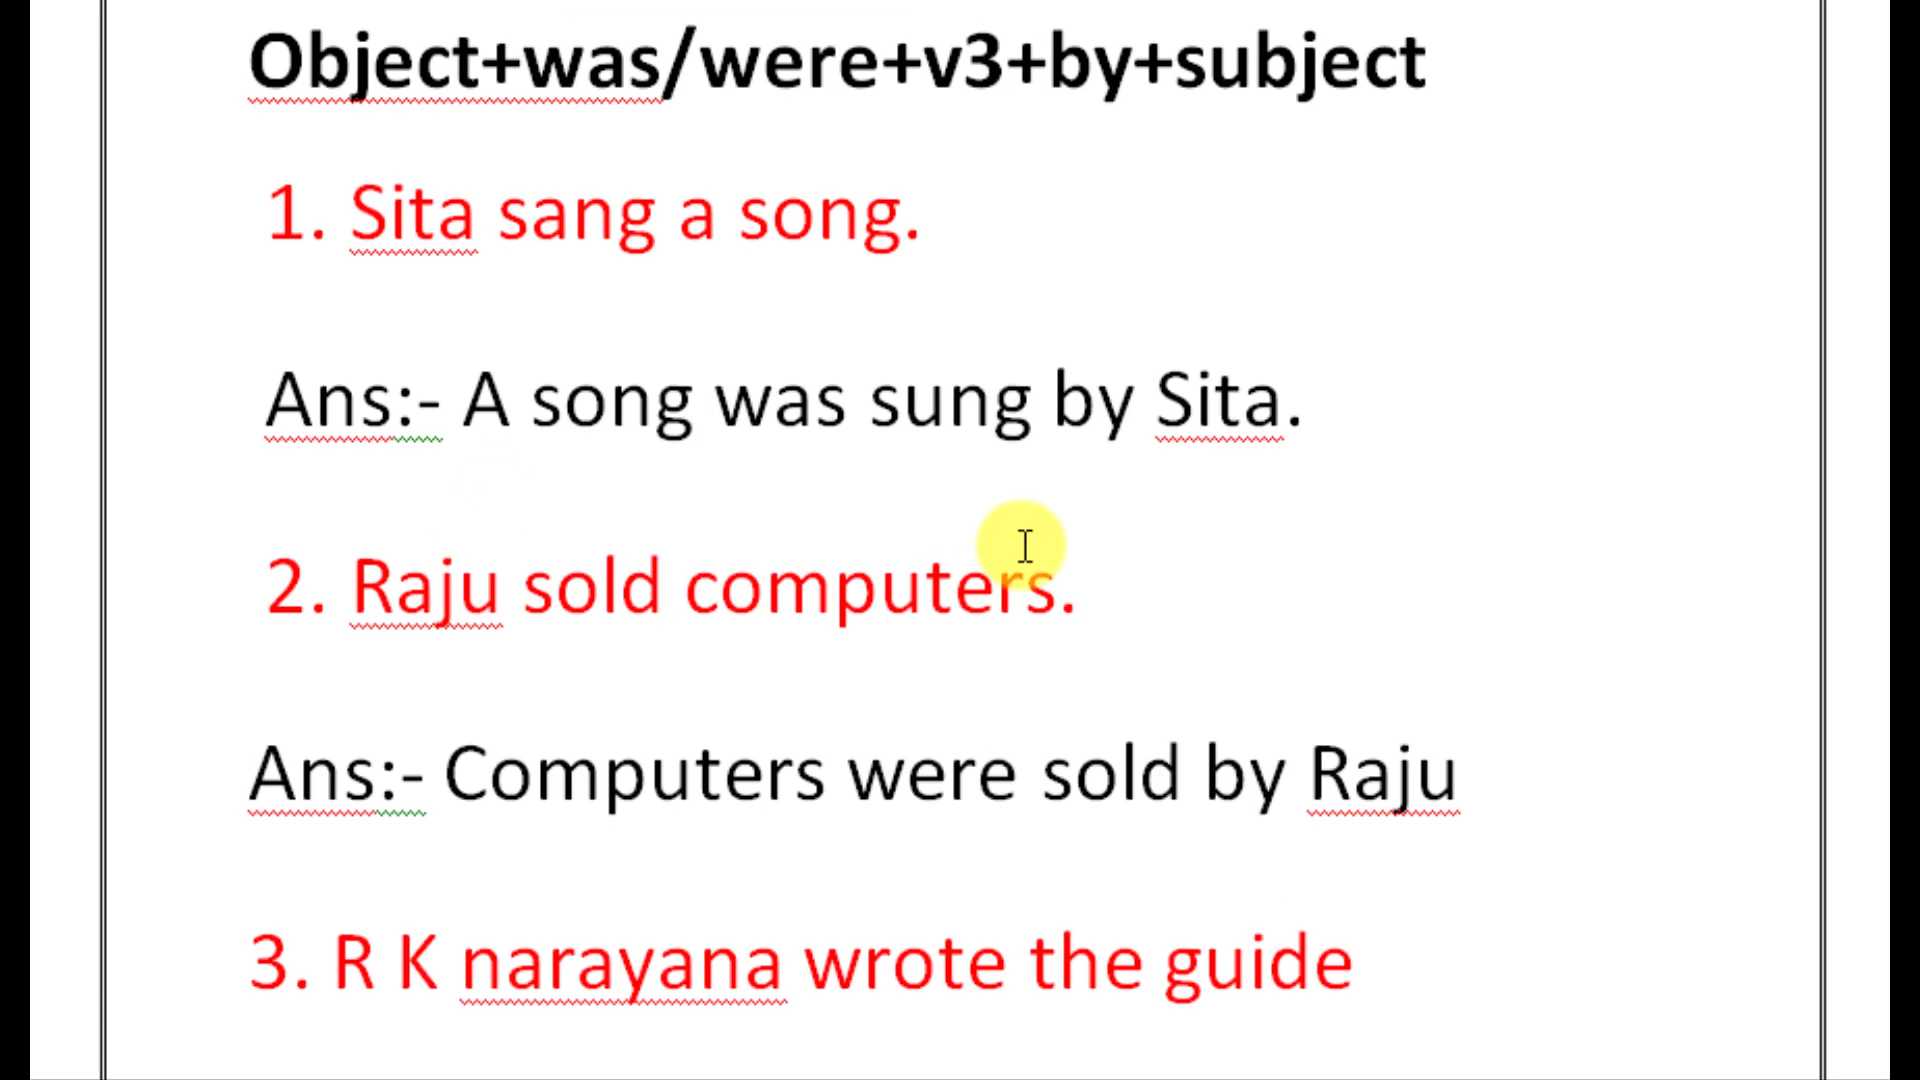 Object+was/were+v3+by+subject
1. Sita sang a song.
Ans:- A song was sung by Sita.
2. Raju sold computers.
Ans:- Computers were sold by Raju
3. R K narayana wrote the guide